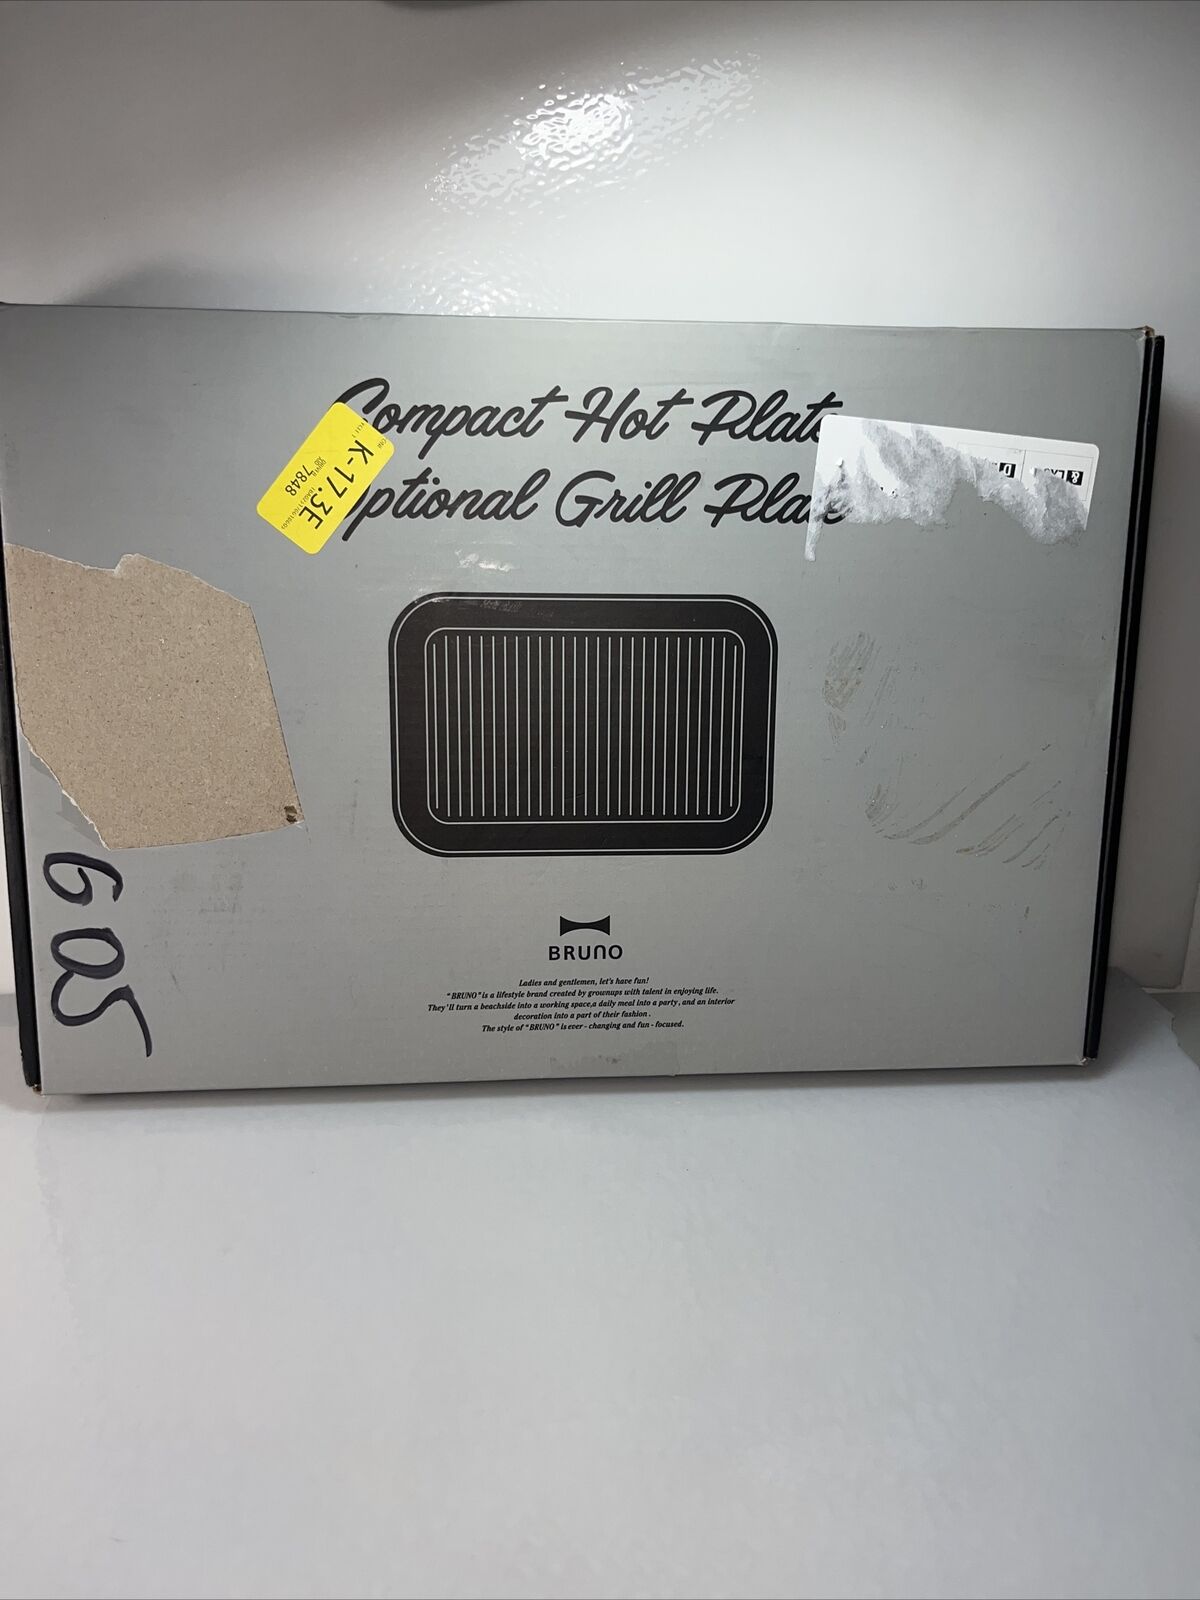 Compact Hot Plate
Optional Grill Plate
K-17.3E
7848
605
BRUNO
Ladies and gentlemen, let's have fun!
"BRUNO" is a lifestyle brand created by grownups with talent in enjoying life.
They'll turn a beachside into a working space,a daily meal into a party, and an interior
decoration into a part of their fashion.
The style of "BRUNO" is ever - changing and fun - focused.